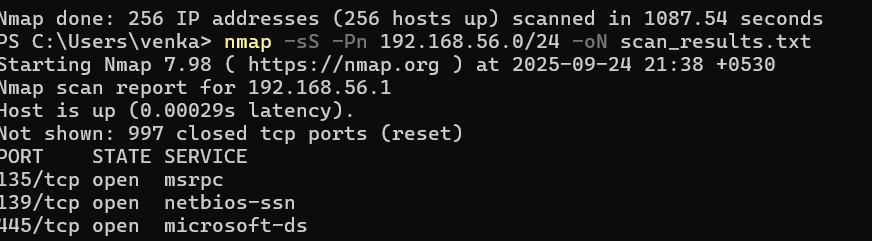 Nmap done: 256 IP addresses (256 hosts up) scanned in 1087.54 seconds
PS C:\Users\venka> nmap -sS -Pn 192.168.56.0/24 -oN scan_results.txt
Starting Nmap 7.98 ( https://nmap.org ) at 2025-09-24 21:38 +0530
Nmap scan report for 192.168.56.1
Host is up (0.00029s latency).
Not shown: 997 closed tcp ports (reset)
PORT    STATE SERVICE
135/tcp open  msrpc
139/tcp open  netbios-ssn
445/tcp open  microsoft-ds